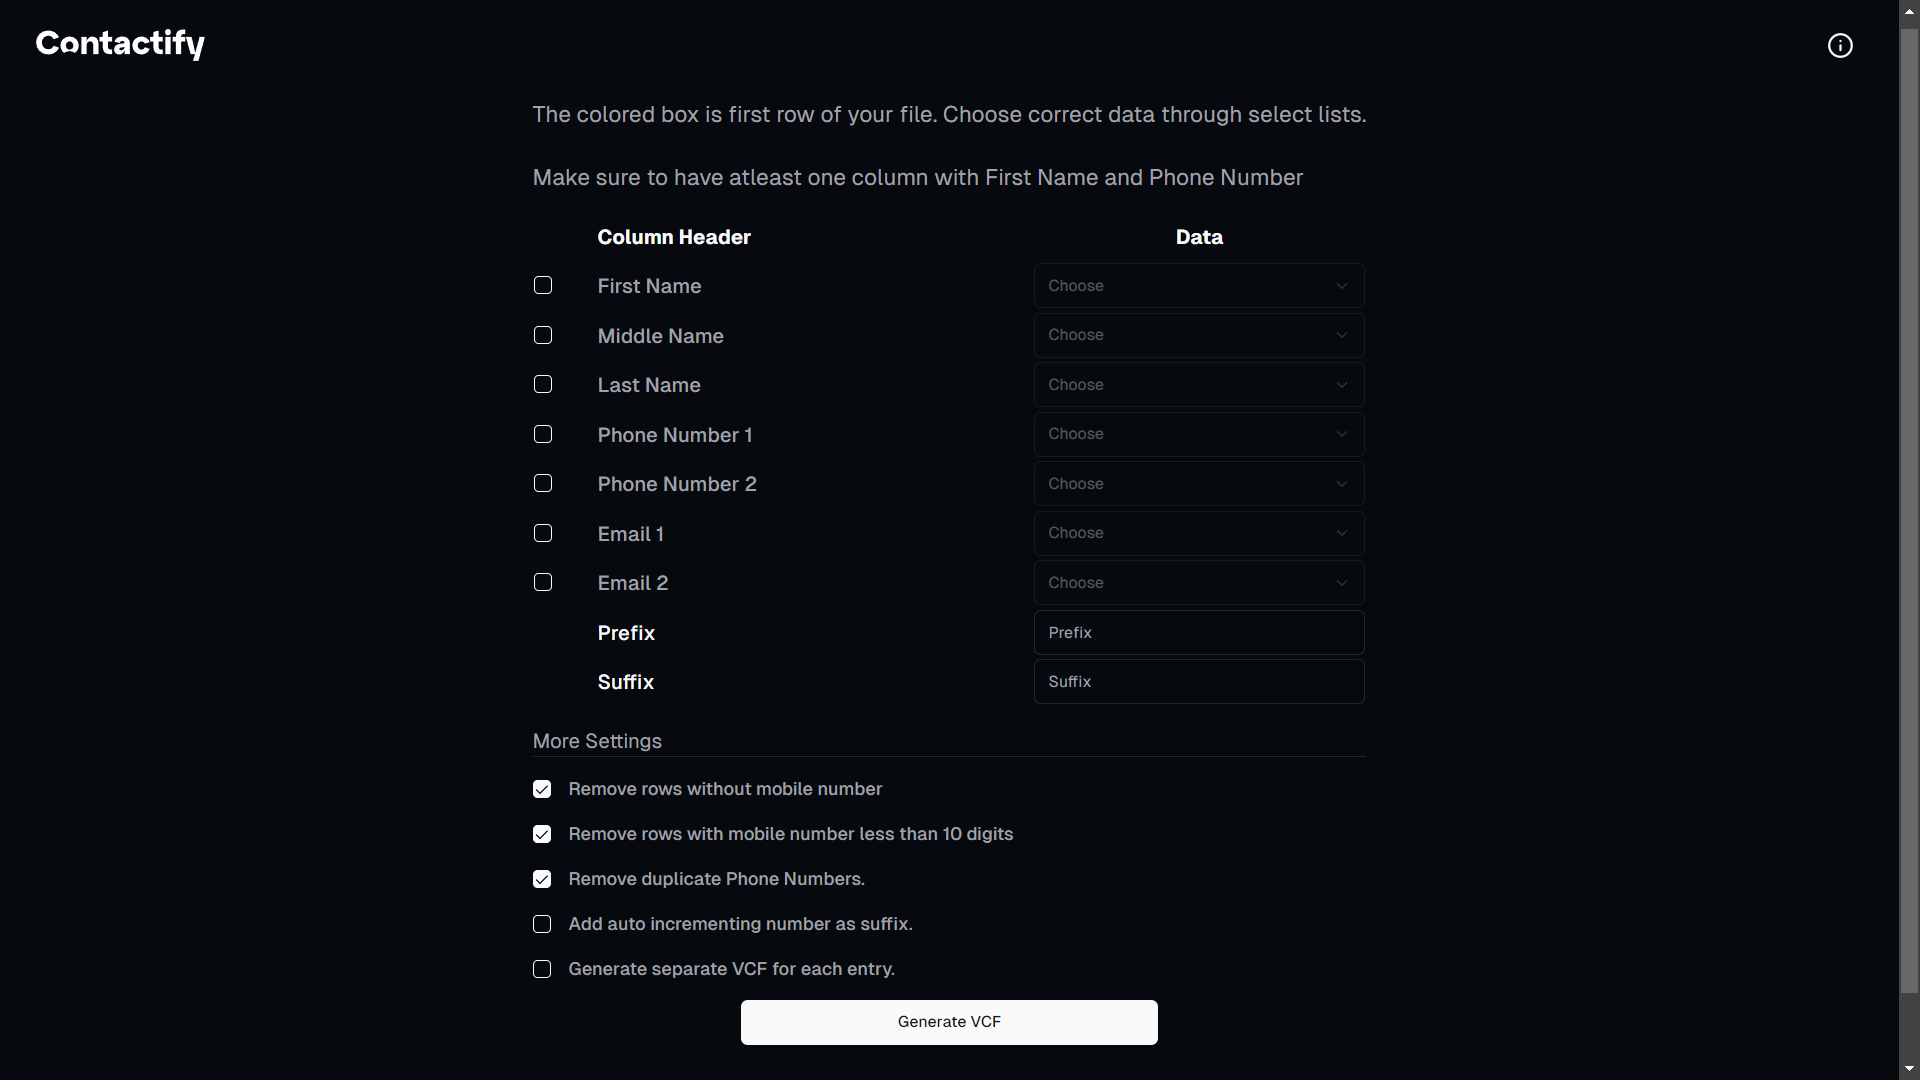 Contactify
The colored box is first row of your file. Choose correct data through select lists.
Make sure to have atleast one column with First Name and Phone Number
Column Header Data
First Name Choose
Middle Name Choose
Last Name Choose
Phone Number 1 Choose
Phone Number 2 Choose
Email 1 Choose
Email 2 Choose
Prefix Prefix
Suffix Suffix
More Settings
Remove rows without mobile number
Remove rows with mobile number less than 10 digits
Remove duplicate Phone Numbers.
Add auto incrementing number as suffix.
Generate separate VCF for each entry.
Generate VCF